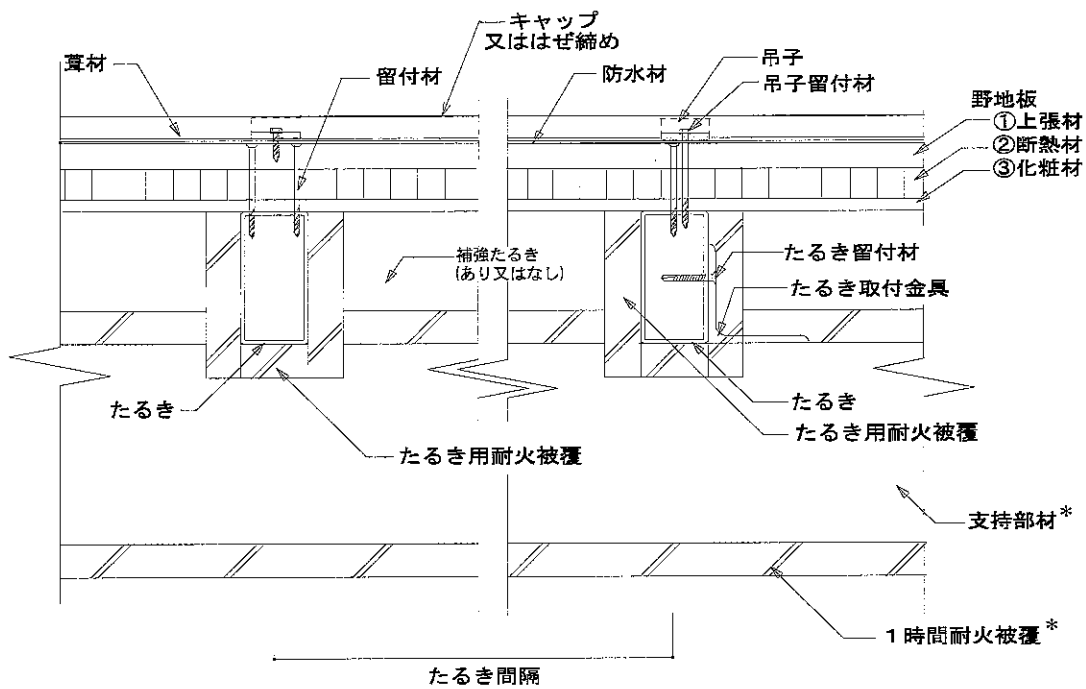 キャップ
又ははぜ締め
葺材
留付材
防水材
吊子
吊子留付材
野地板
①上張材
②断熱材
③化粧材
補強たるき
(あり又はなし)
たるき留付材
たるき取付金具
たるき
たるき
たるき用耐火被覆
たるき用耐火被覆
支持部材*
1時間耐火被覆*
たるき間隔